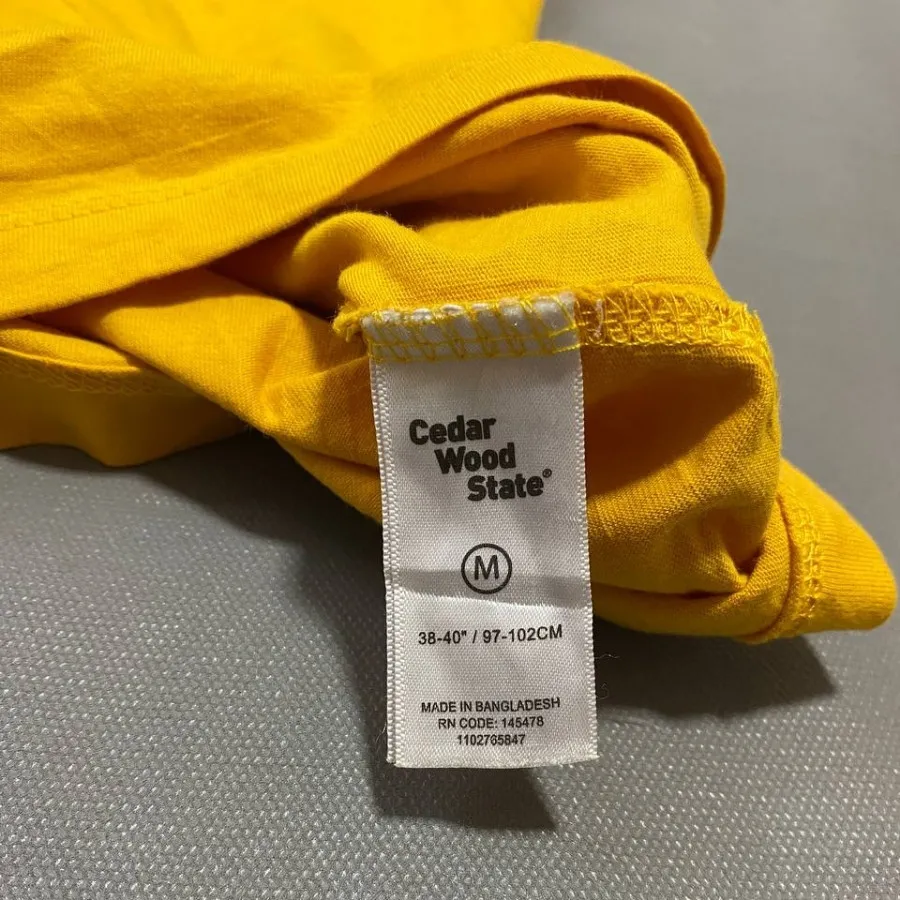 Cedar
Wood
State®
M
38-40" / 97-102CM
MADE IN BANGLADESH
RN CODE: 145478
1102765847